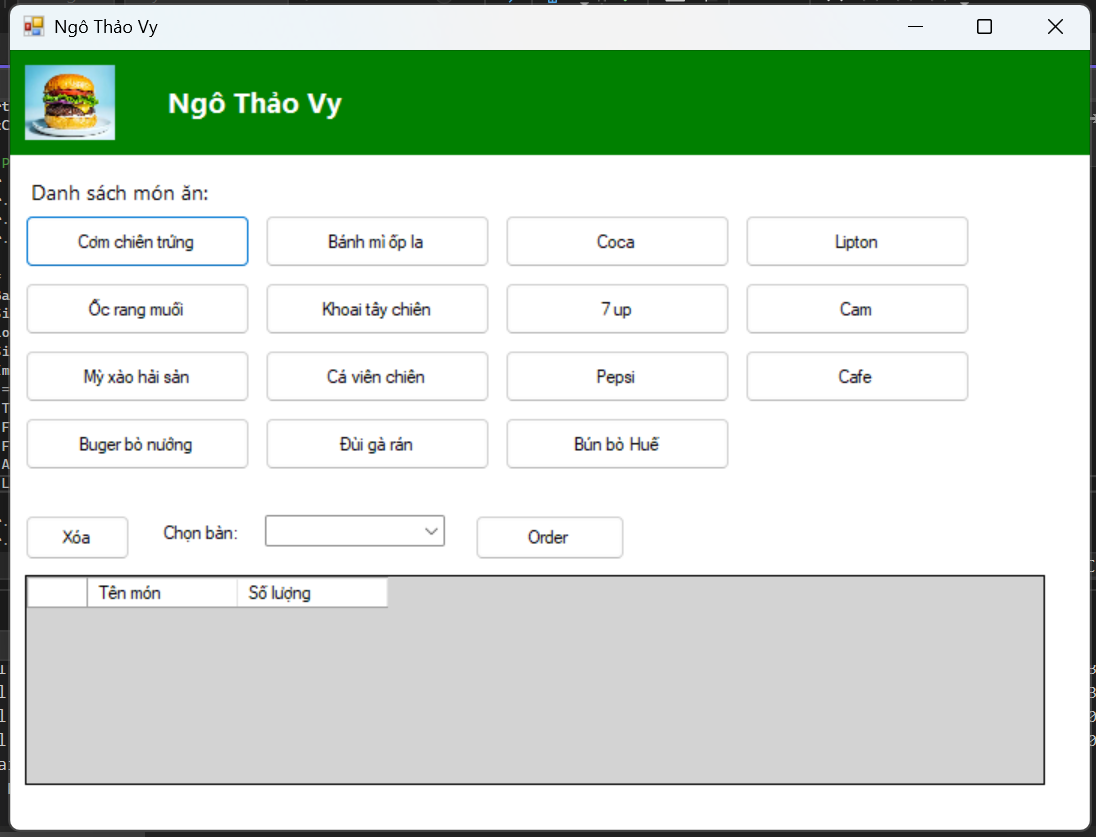 Ngô Thảo Vy
Ngô Thảo Vy
Danh sách món ăn:
Cơm chiên trứng Bánh mì ốp la Coca Lipton
Ốc rang muối Khoai tây chiên 7 up Cam
Mỳ xào hải sản Cá viên chiên Pepsi Cafe
Buger bò nướng Đùi gà rán Bún bò Huế
Xóa Chọn bàn: Order
Tên món Số lượng